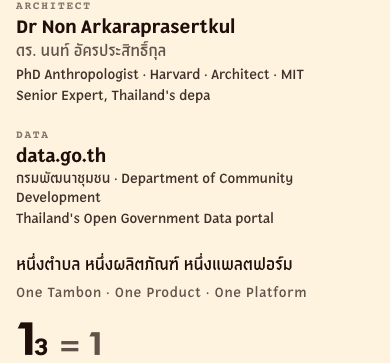 ARCHITECT
Dr Non Arkaraprasertkul
ดร. นนท์ อัครประสิทธิ์กุล
PhD Anthropologist · Harvard · Architect · MIT
Senior Expert, Thailand's depa
DATA
data.go.th
กรมพัฒนาชุมชน · Department of Community
Development
Thailand's Open Government Data portal
หนึ่งตำบล หนึ่งผลิตภัณฑ์ หนึ่งแพลตฟอร์ม
One Tambon · One Product · One Platform
1₃ = 1